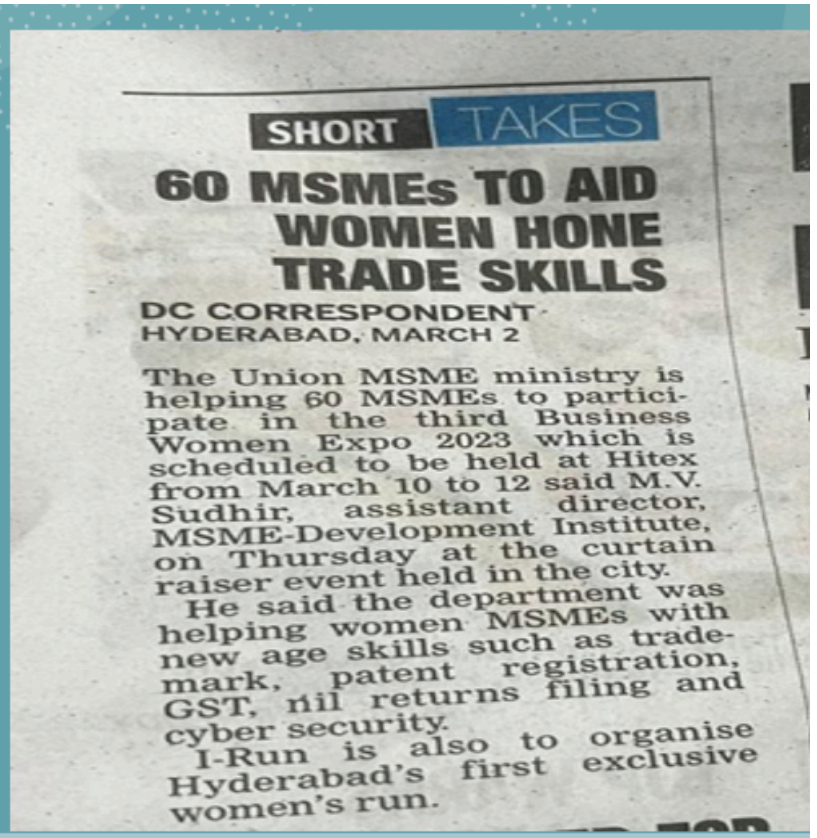 SHORT TAKES
60 MSMEs TO AID
WOMEN HONE
TRADE SKILLS
DC CORRESPONDENT
HYDERABAD, MARCH 2
The Union MSME ministry is
helping 60 MSMEs to partici-
pate in the third Business
Women Expo 2023 which is
scheduled to be held at Hitex
from March 10 to 12 said M.V.
Sudhir, assistant director,
MSME-Development Institute,
on Thursday at the curtain
raiser event held in the city.
He said the department was
helping women MSMEs with
new age skills such as trade-
mark, patent registration,
GST, nil returns filing and
cyber security.
I-Run is also to organise
Hyderabad's first exclusive
women's run.